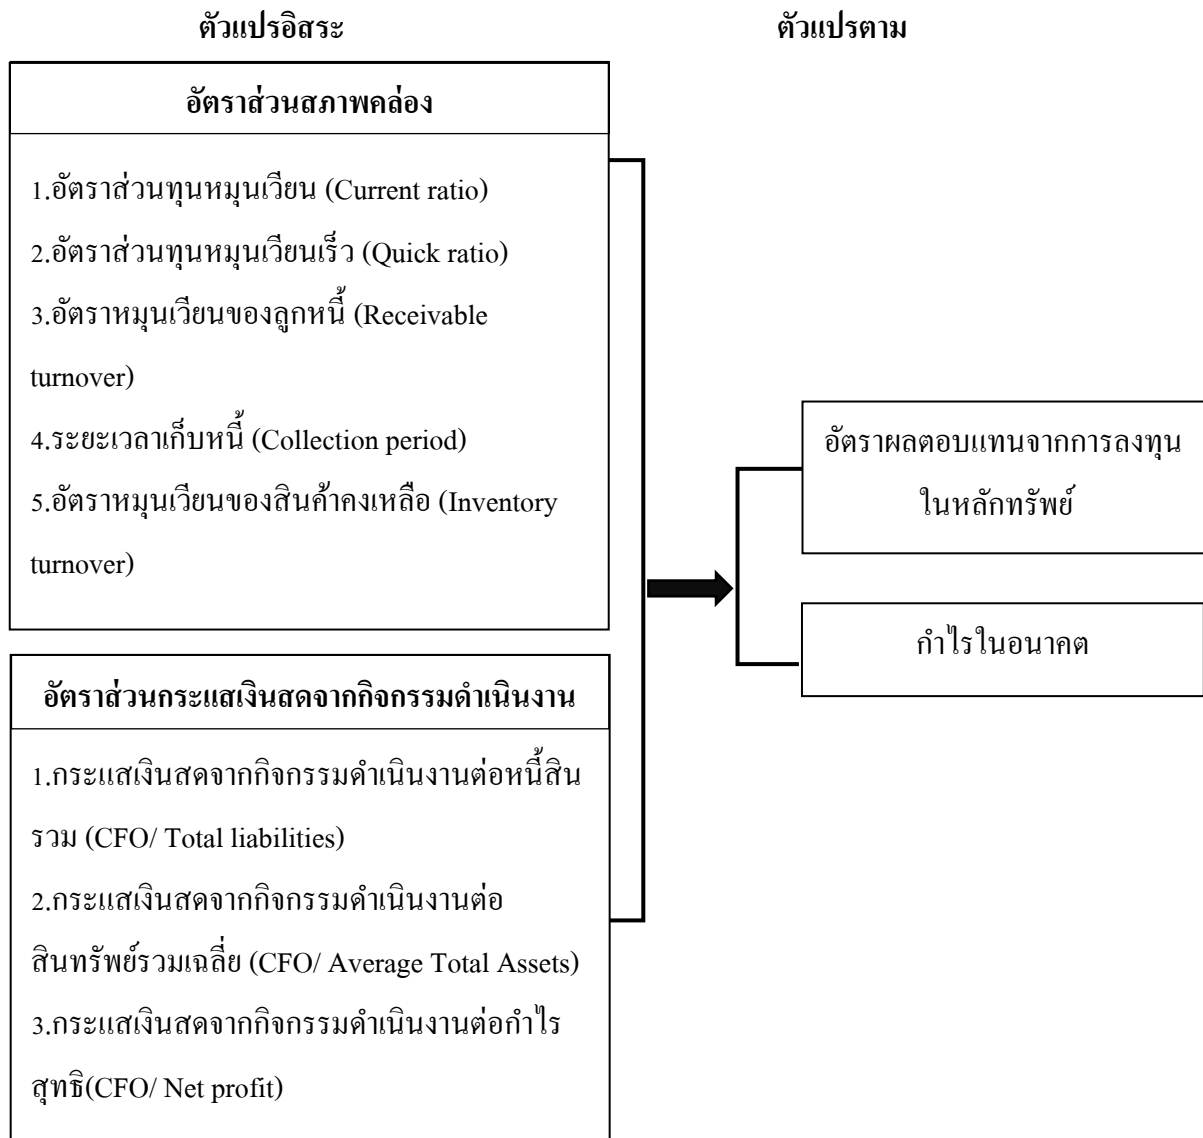 ตัวแปรอิสระ
ตัวแปรตาม
อัตราส่วนสภาพคล่อง
1.อัตราส่วนทุนหมุนเวียน (Current ratio)
2.อัตราส่วนทุนหมุนเวียนเร็ว (Quick ratio)
3.อัตราหมุนเวียนของลูกหนี้ (Receivable
turnover)
4.ระยะเวลาเก็บหนี้ (Collection period)
5.อัตราหมุนเวียนของสินค้าคงเหลือ (Inventory
turnover)
อัตราส่วนกระแสเงินสดจากกิจกรรมดำเนินงาน
1.กระแสเงินสดจากกิจกรรมดำเนินงานต่อหนี้สิน
รวม (CFO/ Total liabilities)
2.กระแสเงินสดจากกิจกรรมดำเนินงานต่อ
สินทรัพย์รวมเฉลี่ย (CFO/ Average Total Assets)
3.กระแสเงินสดจากกิจกรรมดำเนินงานต่อกำไร
สุทธิ(CFO/ Net profit)
อัตราผลตอบแทนจากการลงทุน
ในหลักทรัพย์
กำไรในอนาคต